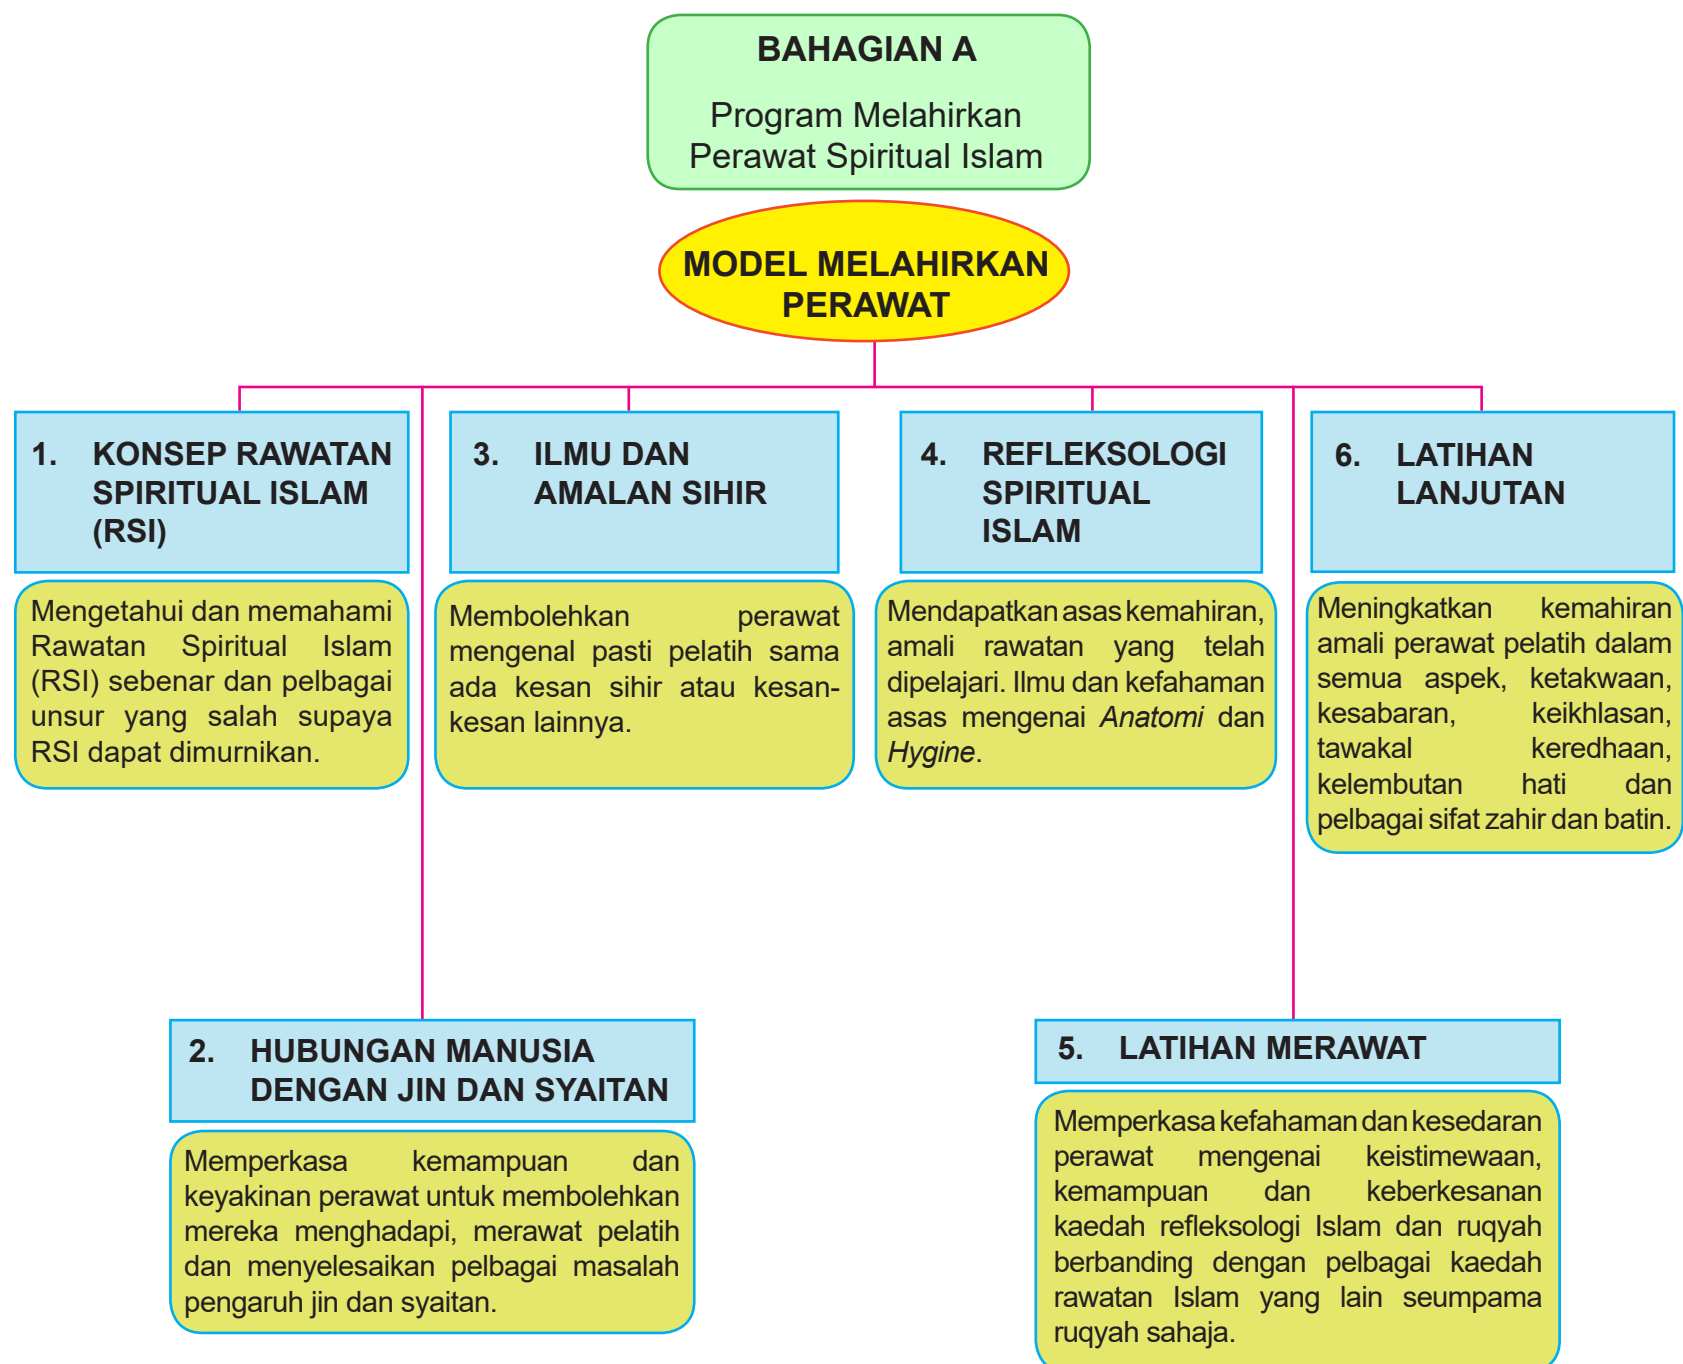 BAHAGIAN A
Program Melahirkan
Perawat Spiritual Islam
MODEL MELAHIRKAN
PERAWAT
1. KONSEP RAWATAN
SPIRITUAL ISLAM
(RSI)
Mengetahui dan memahami
Rawatan Spiritual Islam
(RSI) sebenar dan pelbagai
unsur yang salah supaya
RSI dapat dimurnikan.
2. HUBUNGAN MANUSIA
DENGAN JIN DAN SYAITAN
Memperkasa kemampuan dan
keyakinan perawat untuk membolehkan
mereka menghadapi, merawat pelatih
dan menyelesaikan pelbagai masalah
pengaruh jin dan syaitan.
3. ILMU DAN
AMALAN SIHIR
Membolehkan perawat
mengenal pasti pelatih sama
ada kesan sihir atau kesan-
kesan lainnya.
4. REFLEKSOLOGI
SPIRITUAL
ISLAM
Mendapatkan asas kemahiran,
amali rawatan yang telah
dipelajari. Ilmu dan kefahaman
asas mengenai Anatomi dan
Hygine.
5. LATIHAN MERAWAT
Memperkasa kefahaman dan kesedaran
perawat mengenai keistimewaan,
kemampuan dan keberkesanan
kaedah refleksologi Islam dan ruqyah
berbanding dengan pelbagai kaedah
rawatan Islam yang lain seumpama
ruqyah sahaja.
6. LATIHAN
LANJUTAN
Meningkatkan kemahiran
amali perawat pelatih dalam
semua aspek, ketakwaan,
kesabaran, keikhlasan,
tawakal keredhaan,
kelembutan hati dan
pelbagai sifat zahir dan batin.